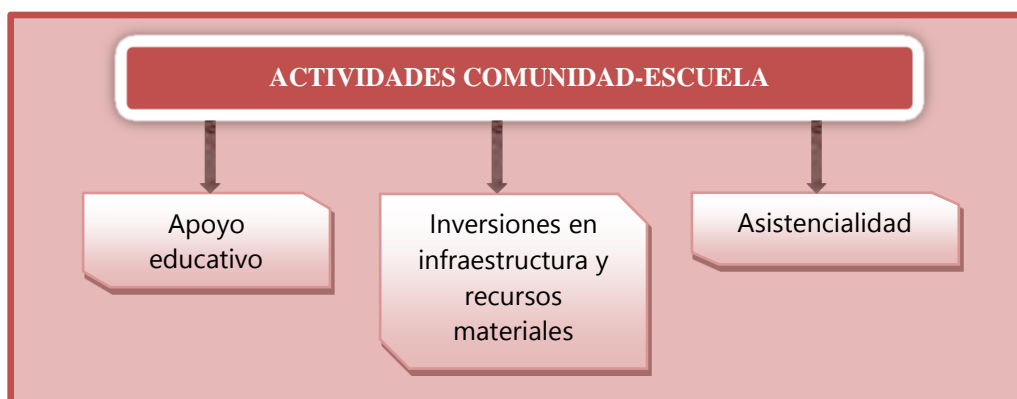 ACTIVIDADES COMUNIDAD-ESCUELA
Apoyo
educativo
Inversiones en
infraestructura y
recursos
materiales
Asistencialidad